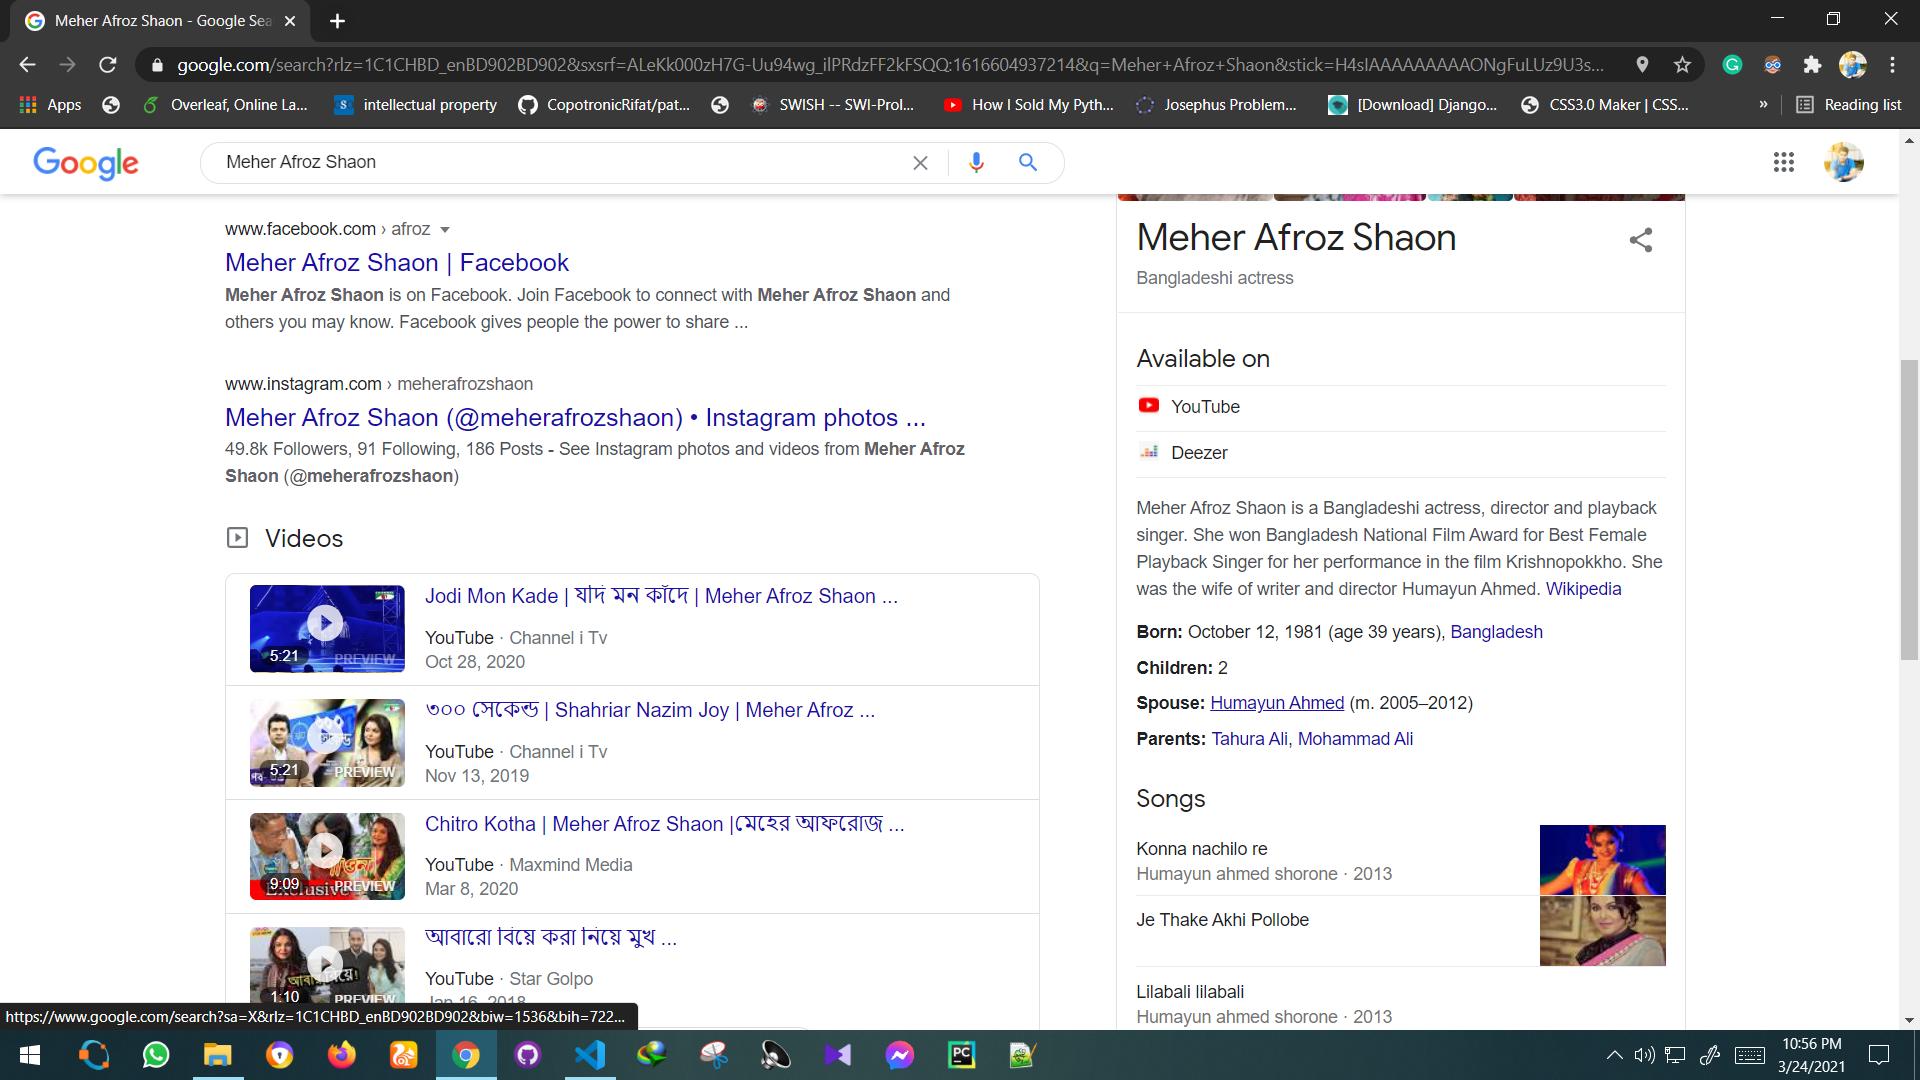 Meher Afroz Shaon - Google Sea
google.com/search?rlz=1C1CHBD_enBD902BD902&sxsrf=ALeKk000zH7G-Uu94wg_ilPRdzFF2kFSQQ:1616604937214&q=Meher+Afroz+Shaon&stick=H4sIAAAAAAAAAONgFuLUz9U3s...
Apps
Overleaf, Online La...
intellectual property
CopotronicRifat/pat...
SWISH -- SWI-Prol...
How I Sold My Pyth...
Josephus Problem...
[Download] Django...
CSS3.0 Maker | CSS...
»
Reading list
Google
Meher Afroz Shaon
www.facebook.com › afroz
Meher Afroz Shaon | Facebook
Meher Afroz Shaon is on Facebook. Join Facebook to connect with Meher Afroz Shaon and
others you may know. Facebook gives people the power to share ...
www.instagram.com › meherafrozshaon
Meher Afroz Shaon (@meherafrozshaon) • Instagram photos ...
49.8k Followers, 91 Following, 186 Posts - See Instagram photos and videos from Meher Afroz
Shaon (@meherafrozshaon)
Videos
Jodi Mon Kade | যদি মন কাঁদে | Meher Afroz Shaon ...
YouTube · Channel i Tv
Oct 28, 2020
5:21
PREVIEW
৩০০ সেকেন্ড | Shahriar Nazim Joy | Meher Afroz ...
YouTube · Channel i Tv
Nov 13, 2019
5:21
PREVIEW
Chitro Kotha | Meher Afroz Shaon |মেহের আফরোজ ...
YouTube · Maxmind Media
Mar 8, 2020
9:09
Exclusive
PREVIEW
আবারো বিয়ে করা নিয়ে মুখ ...
YouTube · Star Golpo
Jan 16, 2018
1:10
PREVIEW
Meher Afroz Shaon
Bangladeshi actress
Available on
YouTube
Deezer
Meher Afroz Shaon is a Bangladeshi actress, director and playback
singer. She won Bangladesh National Film Award for Best Female
Playback Singer for her performance in the film Krishnopokkho. She
was the wife of writer and director Humayun Ahmed. Wikipedia
Born: October 12, 1981 (age 39 years), Bangladesh
Children: 2
Spouse: Humayun Ahmed (m. 2005–2012)
Parents: Tahura Ali, Mohammad Ali
Songs
Konna nachilo re
Humayun ahmed shorone · 2013
Je Thake Akhi Pollobe
Lilabali lilabali
Humayun ahmed shorone · 2013
https://www.google.com/search?sa=X&rlz=1C1CHBD_enBD902BD902&biw=1536&bih=722...
10:56 PM
3/24/2021